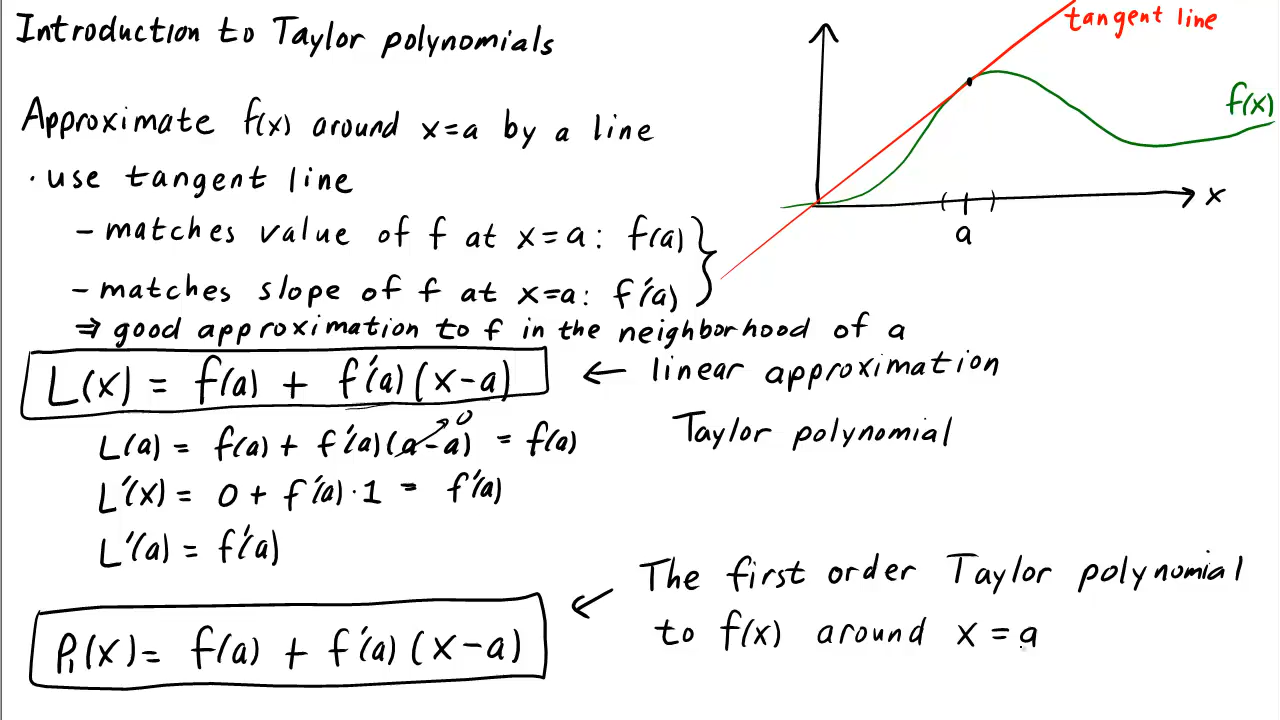 Introduction to Taylor polynomials
tangent line
f(x)
x
a
Approximate f(x) around x=a by a line
· use tangent line
– matches value of f at x=a: f(a)
– matches slope of f at x=a: f'(a)
⇒ good approximation to f in the neighborhood of a
L(x) = f(a) + f'(a)(x-a) ← linear approximation
Taylor polynomial
L(a) = f(a) + f'(a)(a-a) 0 = f(a)
L'(x) = 0 + f'(a)·1 = f'(a)
L'(a) = f'(a)
P₁(x)= f(a) + f'(a)(x-a) ←
The first order Taylor polynomial
to f(x) around x = a